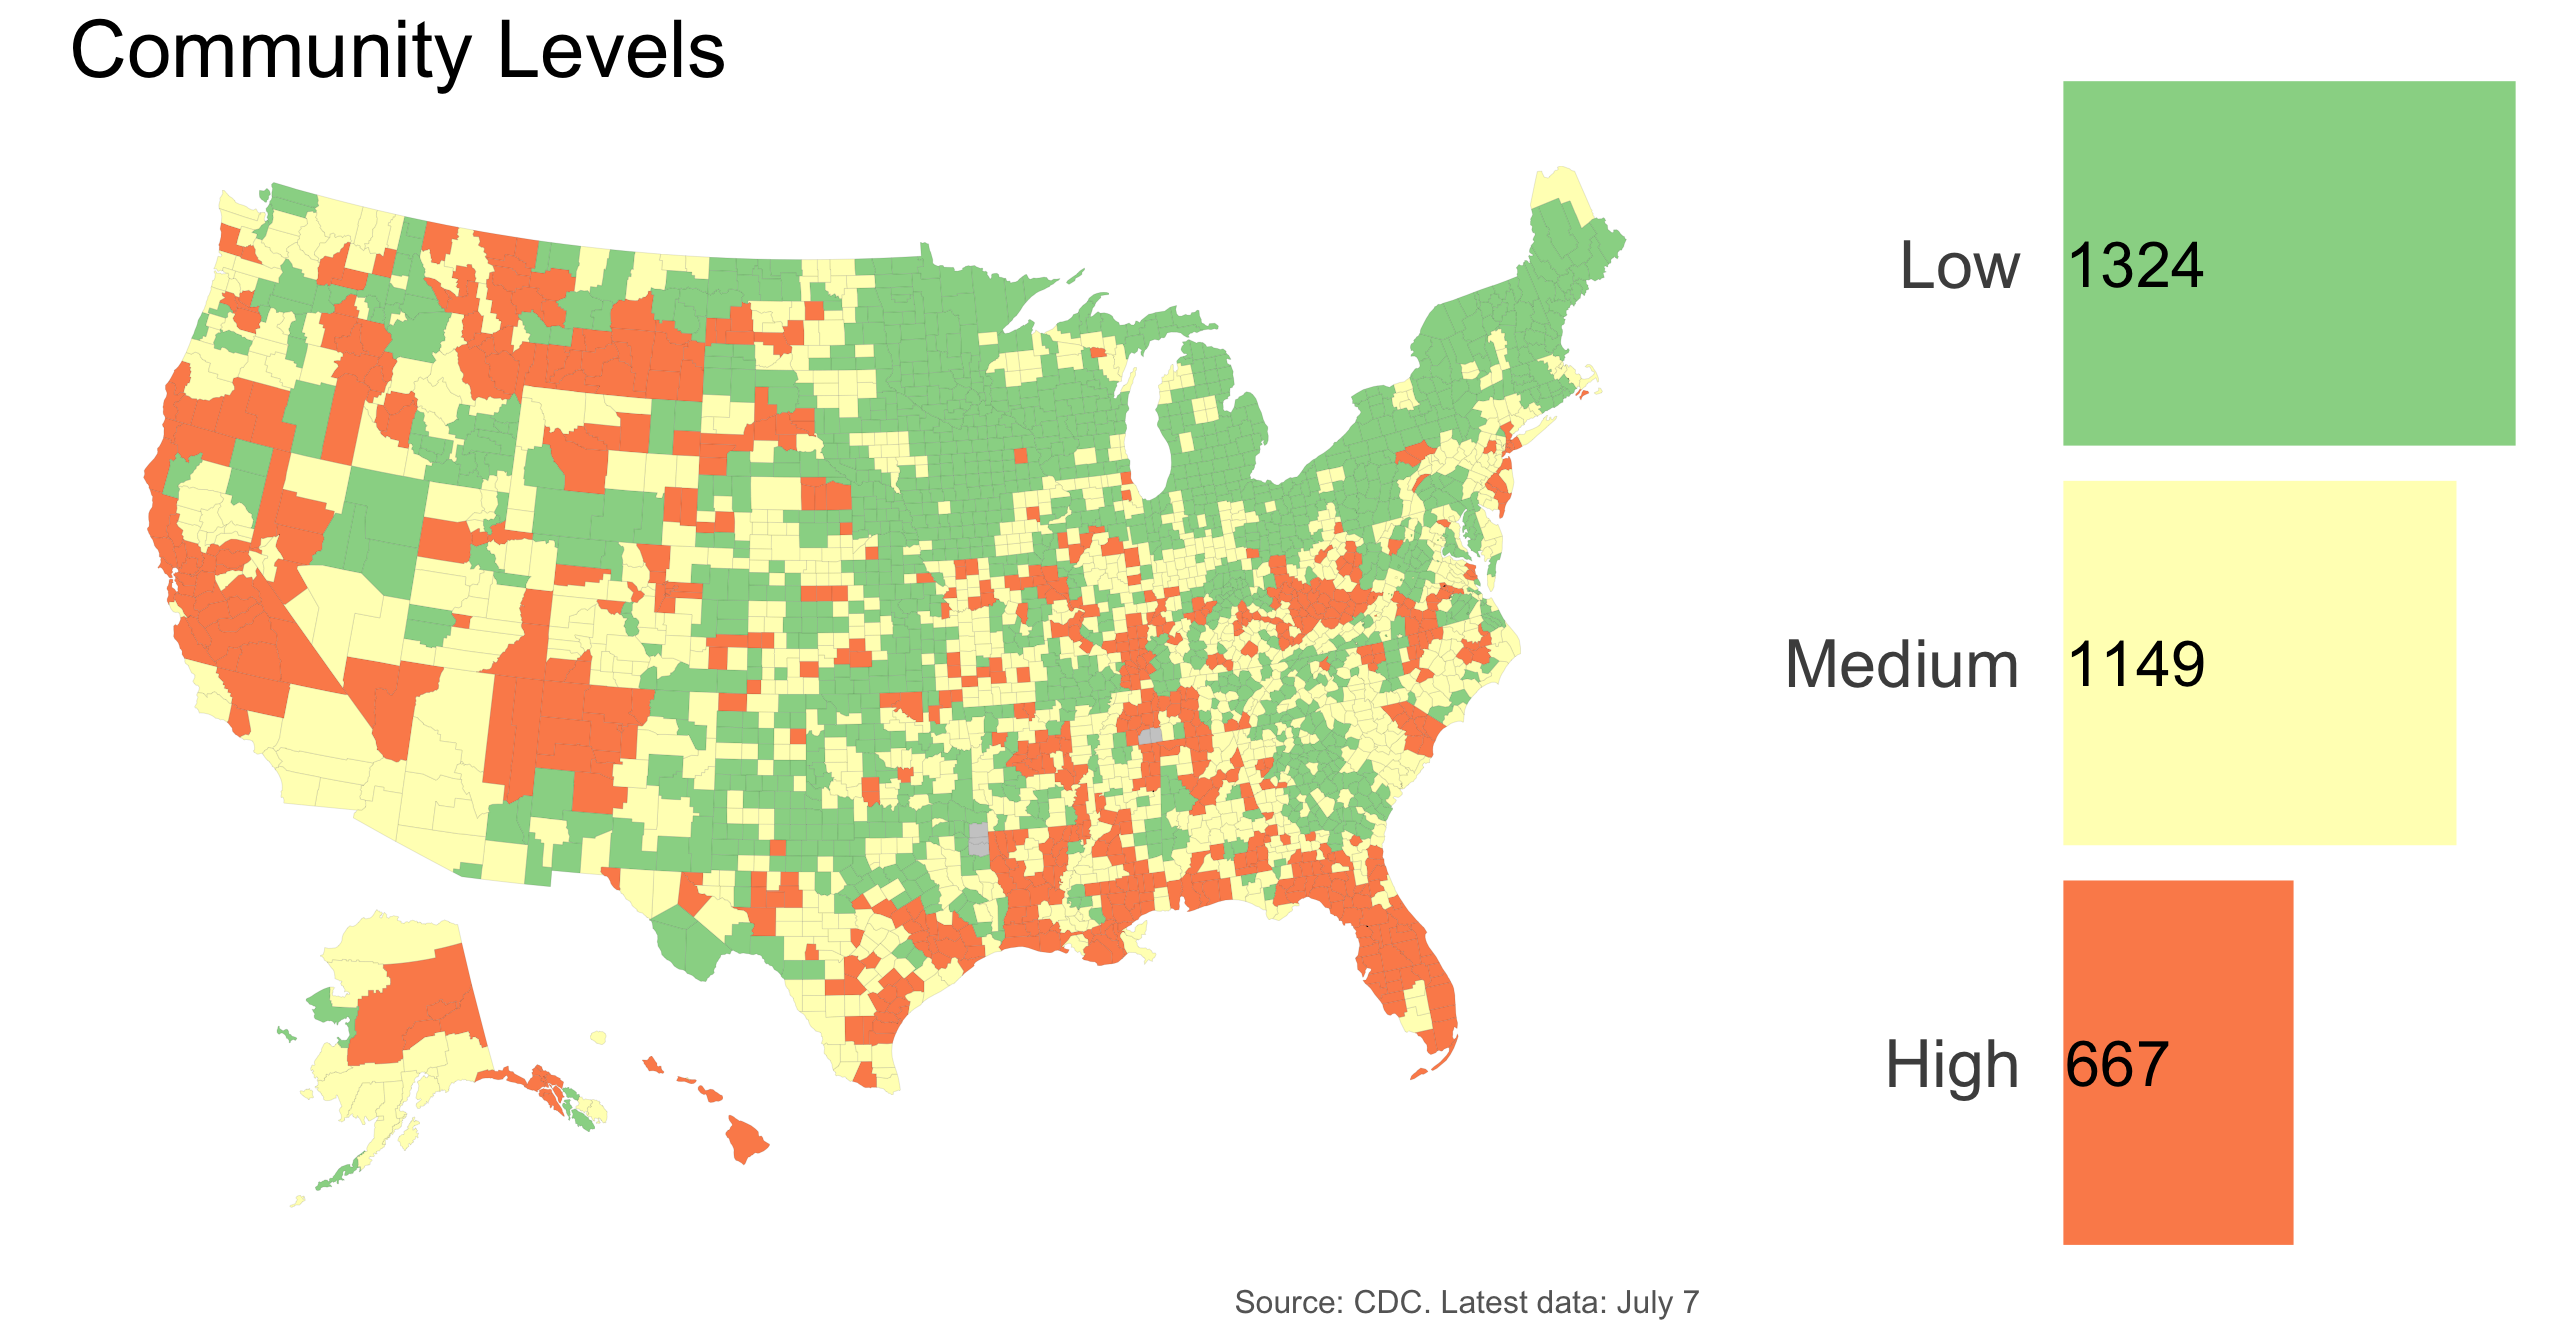 Community Levels
Low 1324
Medium 1149
High 667
Source: CDC. Latest data: July 7